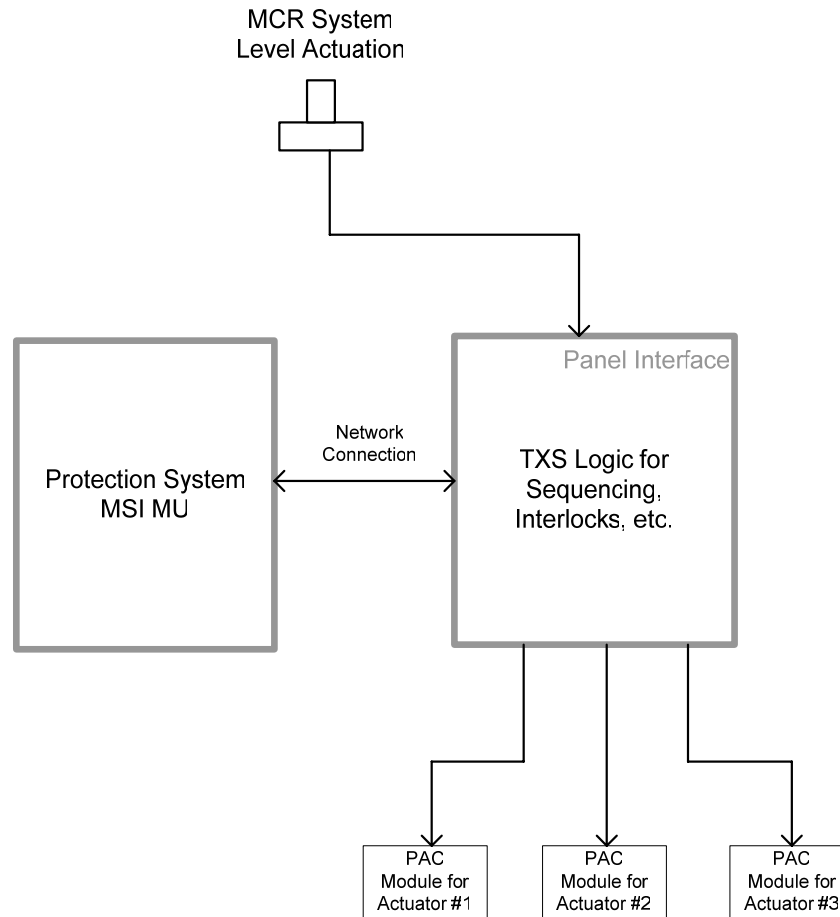 MCR System
Level Actuation
Panel Interface
Network
Connection
Protection System
MSI MU
TXS Logic for
Sequencing,
Interlocks, etc.
PAC
Module for
Actuator #1
PAC
Module for
Actuator #2
PAC
Module for
Actuator #3